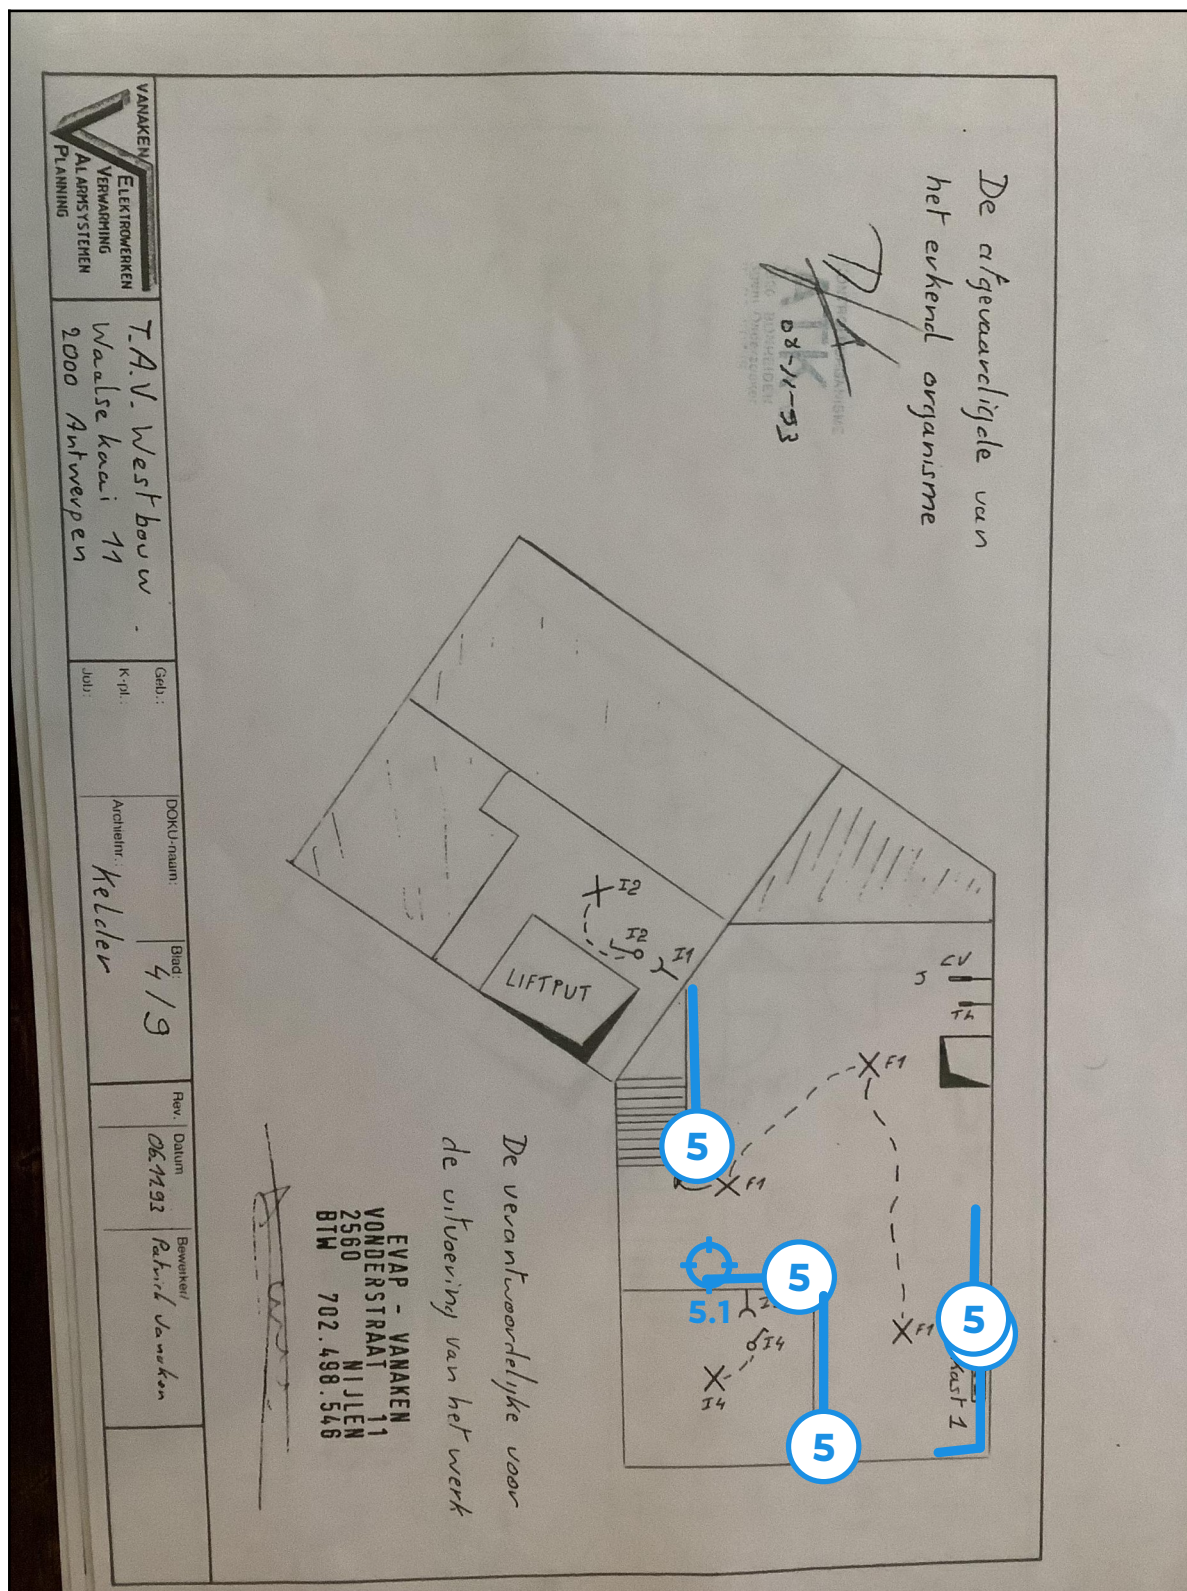 De afgevaardigde van
het erkend organisme
ATK
08-11-93
I2
I2
I1
LIFTPUT
CV
J
Th
F1
F1
F1
I4
I4
Kast 1
5
5
5
5
5.1
De verantwoordelijke voor
de uitvoering van het werk
EVAP - VANAKEN
VONDERSTRAAT 11
2560 NIJLEN
BTW 702.498.546
VANAKEN
ELEKTROWERKEN
VERWARMING
ALARMSYSTEMEN
PLANNING
T.A.V. Westbouw.
Waalse kaai 11
2000 Antwerpen
Geb.:
K-pl.:
Job:
DOKU-naam:
Archiefnr.:
Kelder
Blad:
4/9
Rev.
Datum
06.11.93
Bewerker/
Patrick Vanaken